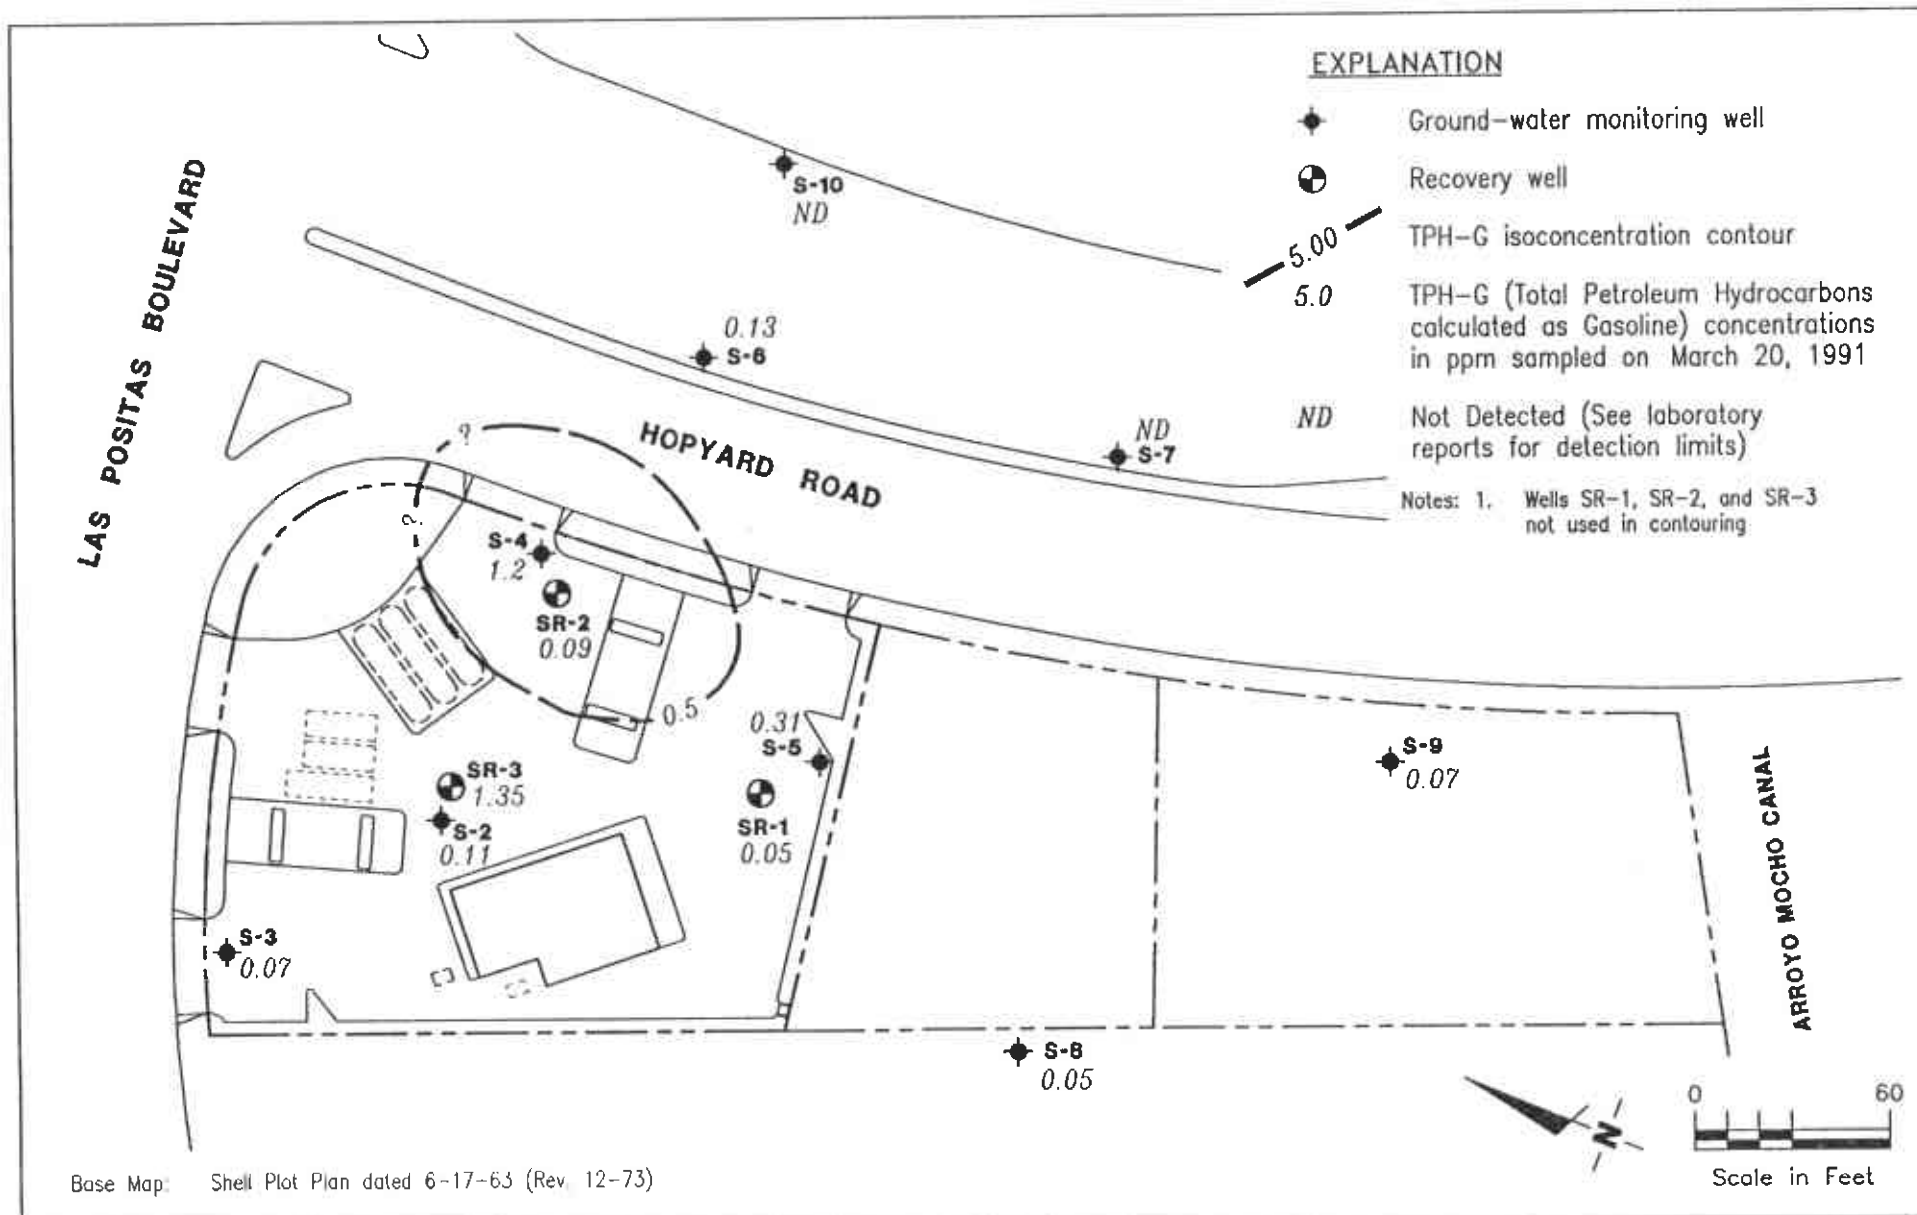 EXPLANATION
Ground-water monitoring well
Recovery well
5.00
TPH-G isoconcentration contour
5.0
TPH-G (Total Petroleum Hydrocarbons
calculated as Gasoline) concentrations
in ppm sampled on March 20, 1991
ND
Not Detected (See laboratory
reports for detection limits)
Notes: 1. Wells SR-1, SR-2, and SR-3
not used in contouring
LAS POSITAS BOULEVARD
S-10
ND
0.13
S-6
HOPYARD ROAD
ND
S-7
?
?
S-4
1.2
SR-2
0.09
0.5
0.31
S-5
SR-3
1.35
S-2
0.11
SR-1
0.05
S-9
0.07
S-3
0.07
S-8
0.05
ARROYO MOCHO CANAL
N
0 60
Scale in Feet
Base Map: Shell Plot Plan dated 6-17-63 (Rev. 12-73)